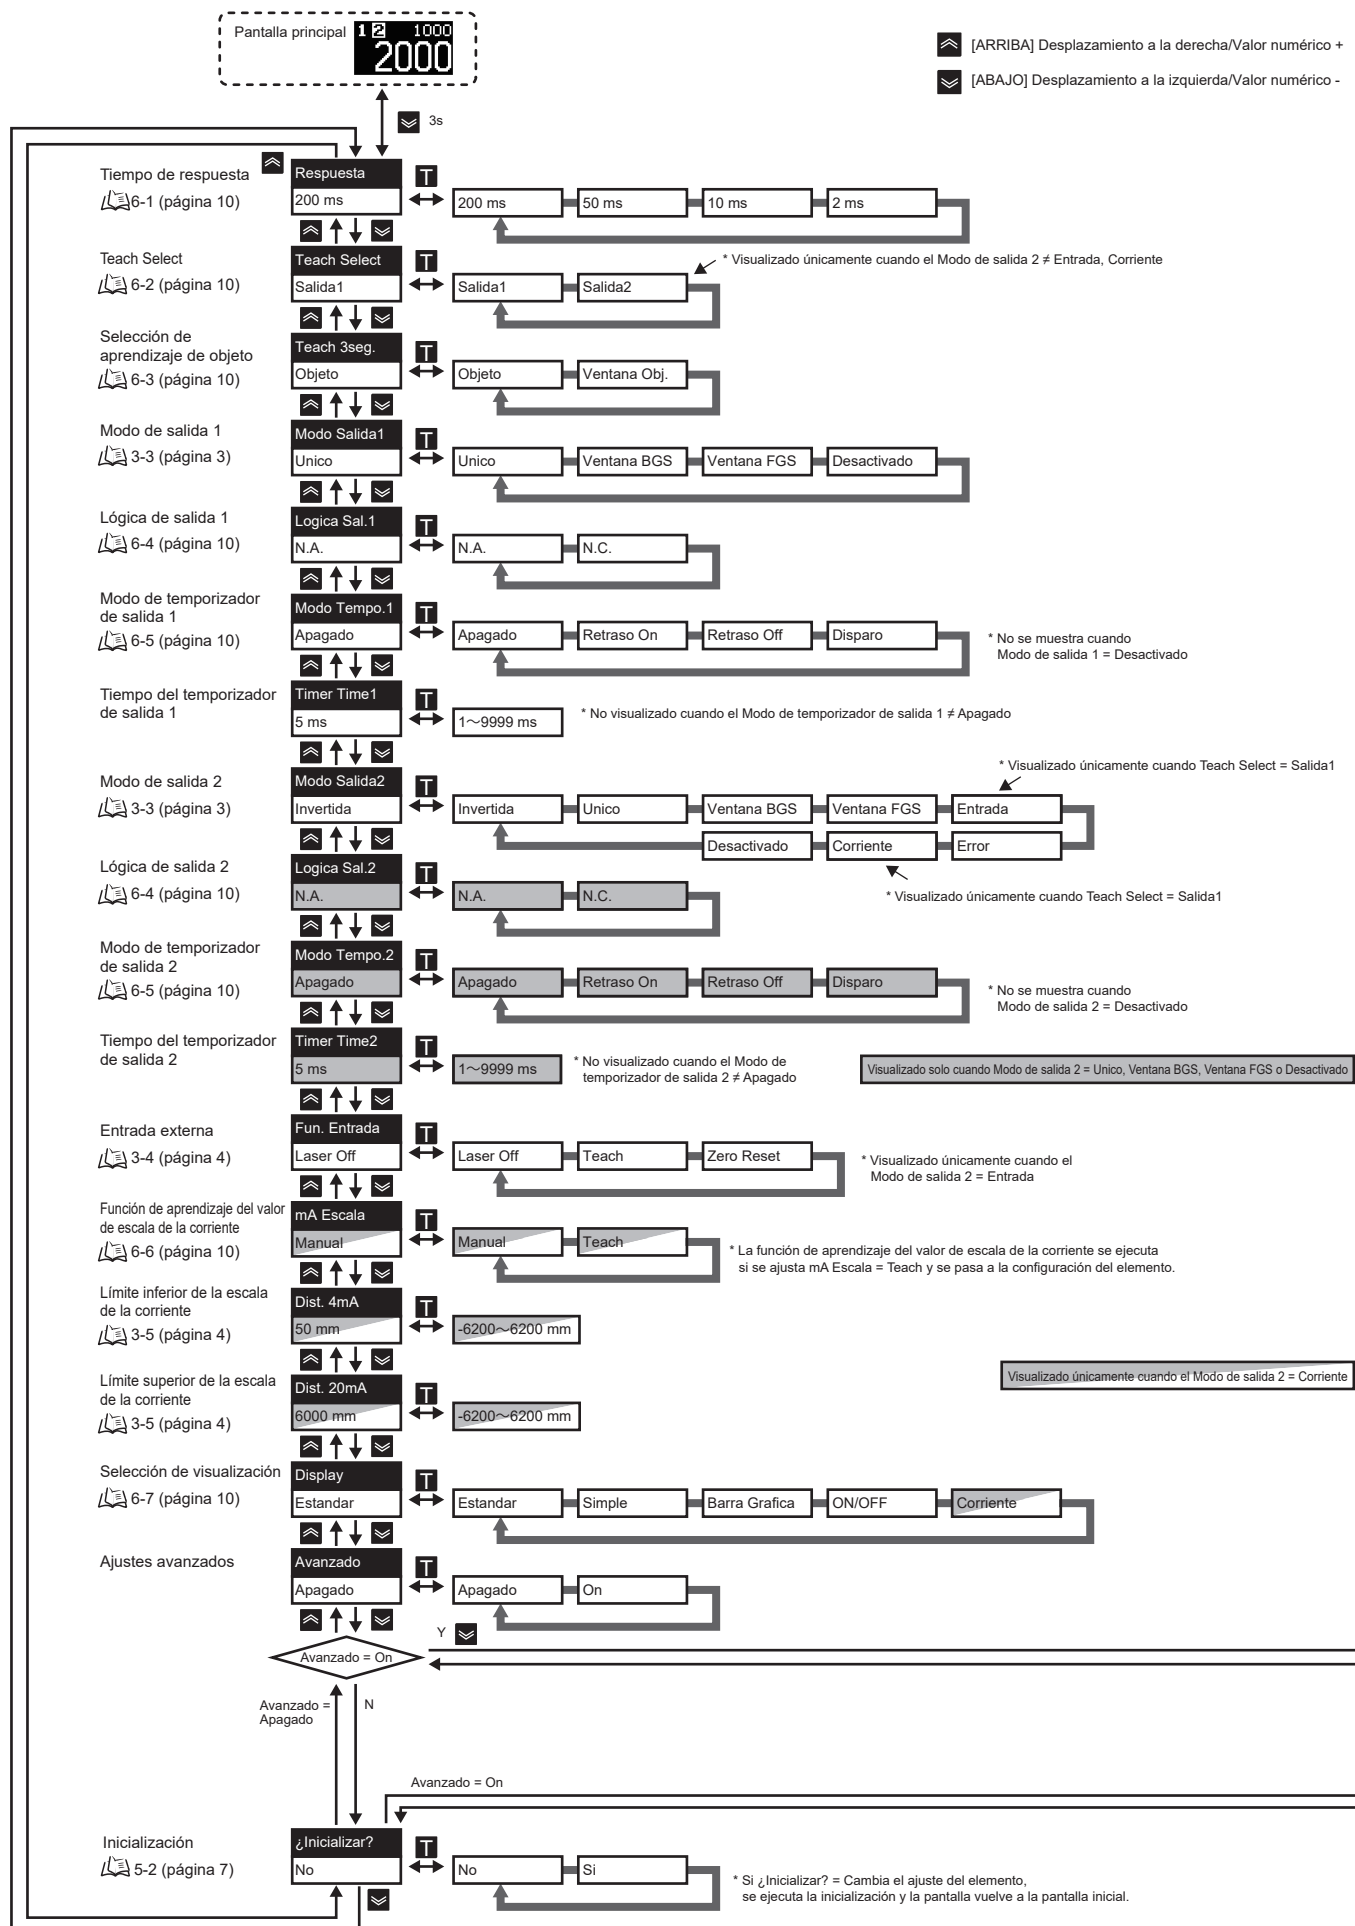 Pantalla principal
1 2 1000
2000
[ARRIBA] Desplazamiento a la derecha/Valor numérico +
[ABAJO] Desplazamiento a la izquierda/Valor numérico -
3s
Tiempo de respuesta
6-1 (página 10)
Respuesta
200 ms
T
200 ms
50 ms
10 ms
2 ms
Teach Select
6-2 (página 10)
Teach Select
Salida1
T
Salida1
Salida2
* Visualizado únicamente cuando el Modo de salida 2 ≠ Entrada, Corriente
Selección de
aprendizaje de objeto
6-3 (página 10)
Teach 3seg.
Objeto
T
Objeto
Ventana Obj.
Modo de salida 1
3-3 (página 3)
Modo Salida1
Unico
T
Unico
Ventana BGS
Ventana FGS
Desactivado
Lógica de salida 1
6-4 (página 10)
Logica Sal.1
N.A.
T
N.A.
N.C.
Modo de temporizador
de salida 1
6-5 (página 10)
Modo Tempo.1
Apagado
T
Apagado
Retraso On
Retraso Off
Disparo
* No se muestra cuando
Modo de salida 1 = Desactivado
Tiempo del temporizador
de salida 1
Timer Time1
5 ms
T
1～9999 ms
* No visualizado cuando el Modo de temporizador de salida 1 ≠ Apagado
Modo de salida 2
3-3 (página 3)
Modo Salida2
Invertida
T
Invertida
Unico
Ventana BGS
Ventana FGS
Entrada
* Visualizado únicamente cuando Teach Select = Salida1
Desactivado
Corriente
Error
* Visualizado únicamente cuando Teach Select = Salida1
Lógica de salida 2
6-4 (página 10)
Logica Sal.2
N.A.
T
N.A.
N.C.
Modo de temporizador
de salida 2
6-5 (página 10)
Modo Tempo.2
Apagado
T
Apagado
Retraso On
Retraso Off
Disparo
* No se muestra cuando
Modo de salida 2 = Desactivado
Tiempo del temporizador
de salida 2
Timer Time2
5 ms
T
1～9999 ms
* No visualizado cuando el Modo de
temporizador de salida 2 ≠ Apagado
Visualizado solo cuando Modo de salida 2 = Unico, Ventana BGS, Ventana FGS o Desactivado
Entrada externa
3-4 (página 4)
Fun. Entrada
Laser Off
T
Laser Off
Teach
Zero Reset
* Visualizado únicamente cuando el
Modo de salida 2 = Entrada
Función de aprendizaje del valor
de escala de la corriente
6-6 (página 10)
mA Escala
Manual
T
Manual
Teach
* La función de aprendizaje del valor de escala de la corriente se ejecuta
si se ajusta mA Escala = Teach y se pasa a la configuración del elemento.
Límite inferior de la escala
de la corriente
3-5 (página 4)
Dist. 4mA
50 mm
T
-6200～6200 mm
Visualizado únicamente cuando el Modo de salida 2 = Corriente
Límite superior de la escala
de la corriente
3-5 (página 4)
Dist. 20mA
6000 mm
T
-6200～6200 mm
Selección de visualización
6-7 (página 10)
Display
Estandar
T
Estandar
Simple
Barra Grafica
ON/OFF
Corriente
Ajustes avanzados
Avanzado
Apagado
T
Apagado
On
Y
Avanzado = On
Avanzado =
Apagado
N
Avanzado = On
Inicialización
5-2 (página 7)
¿Inicializar?
No
T
No
Si
* Si ¿Inicializar? = Cambia el ajuste del elemento,
se ejecuta la inicialización y la pantalla vuelve a la pantalla inicial.